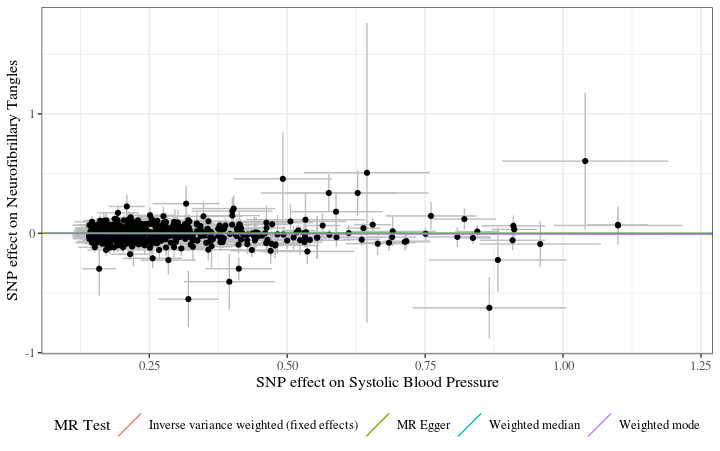 SNP effect on Neurofibrillary Tangles
1
0
-1
0.25
0.50
0.75
1.00
1.25
SNP effect on Systolic Blood Pressure
MR Test
Inverse variance weighted (fixed effects)
MR Egger
Weighted median
Weighted mode